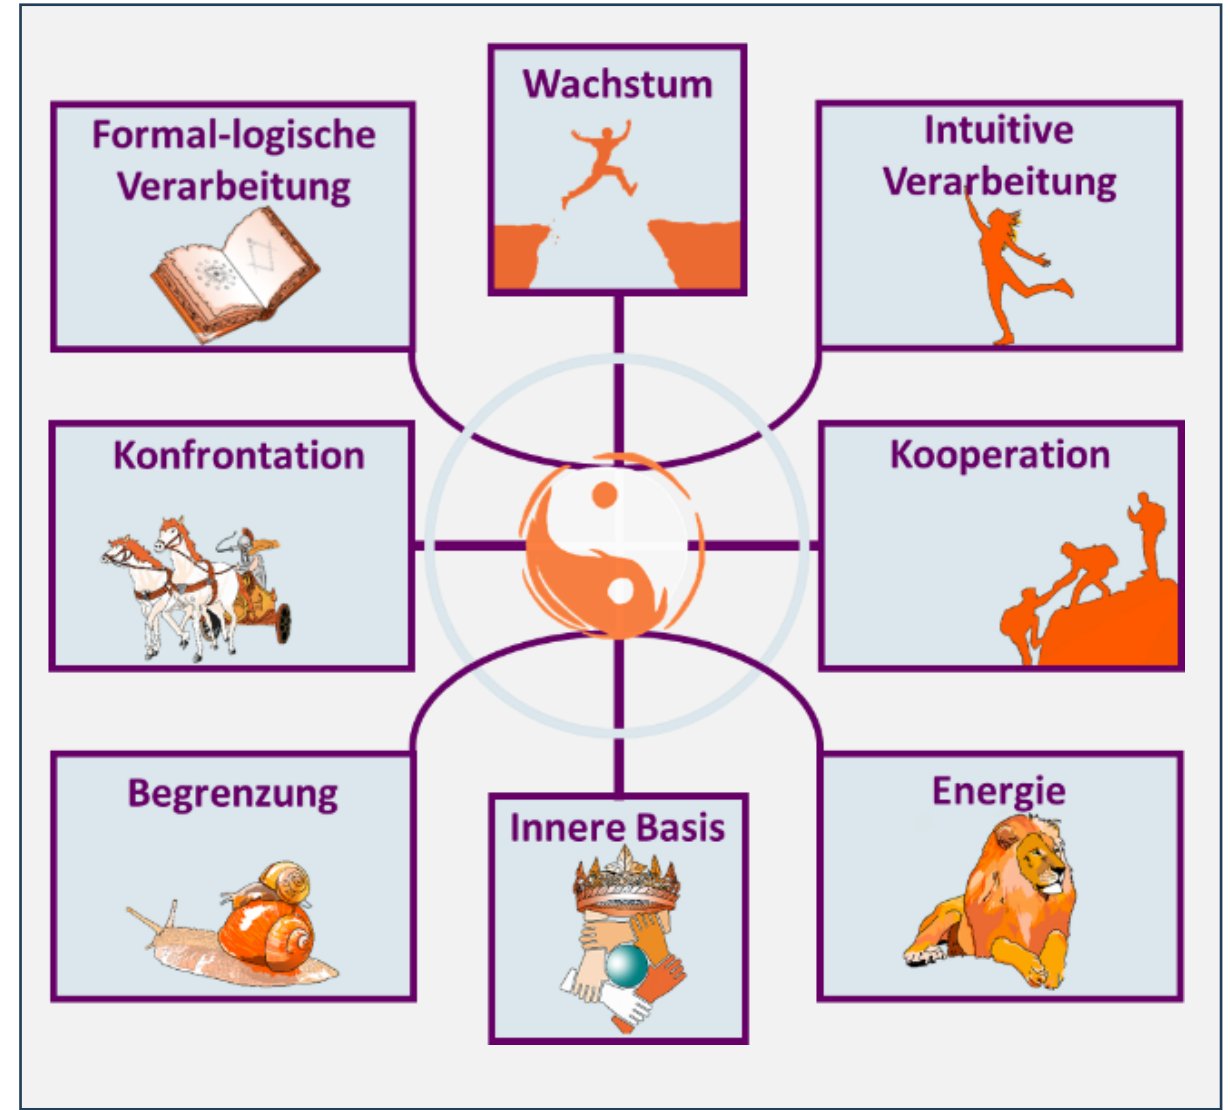 Wachstum
Formal-logische
Verarbeitung
Intuitive
Verarbeitung
Konfrontation
Kooperation
Begrenzung
Innere Basis
Energie